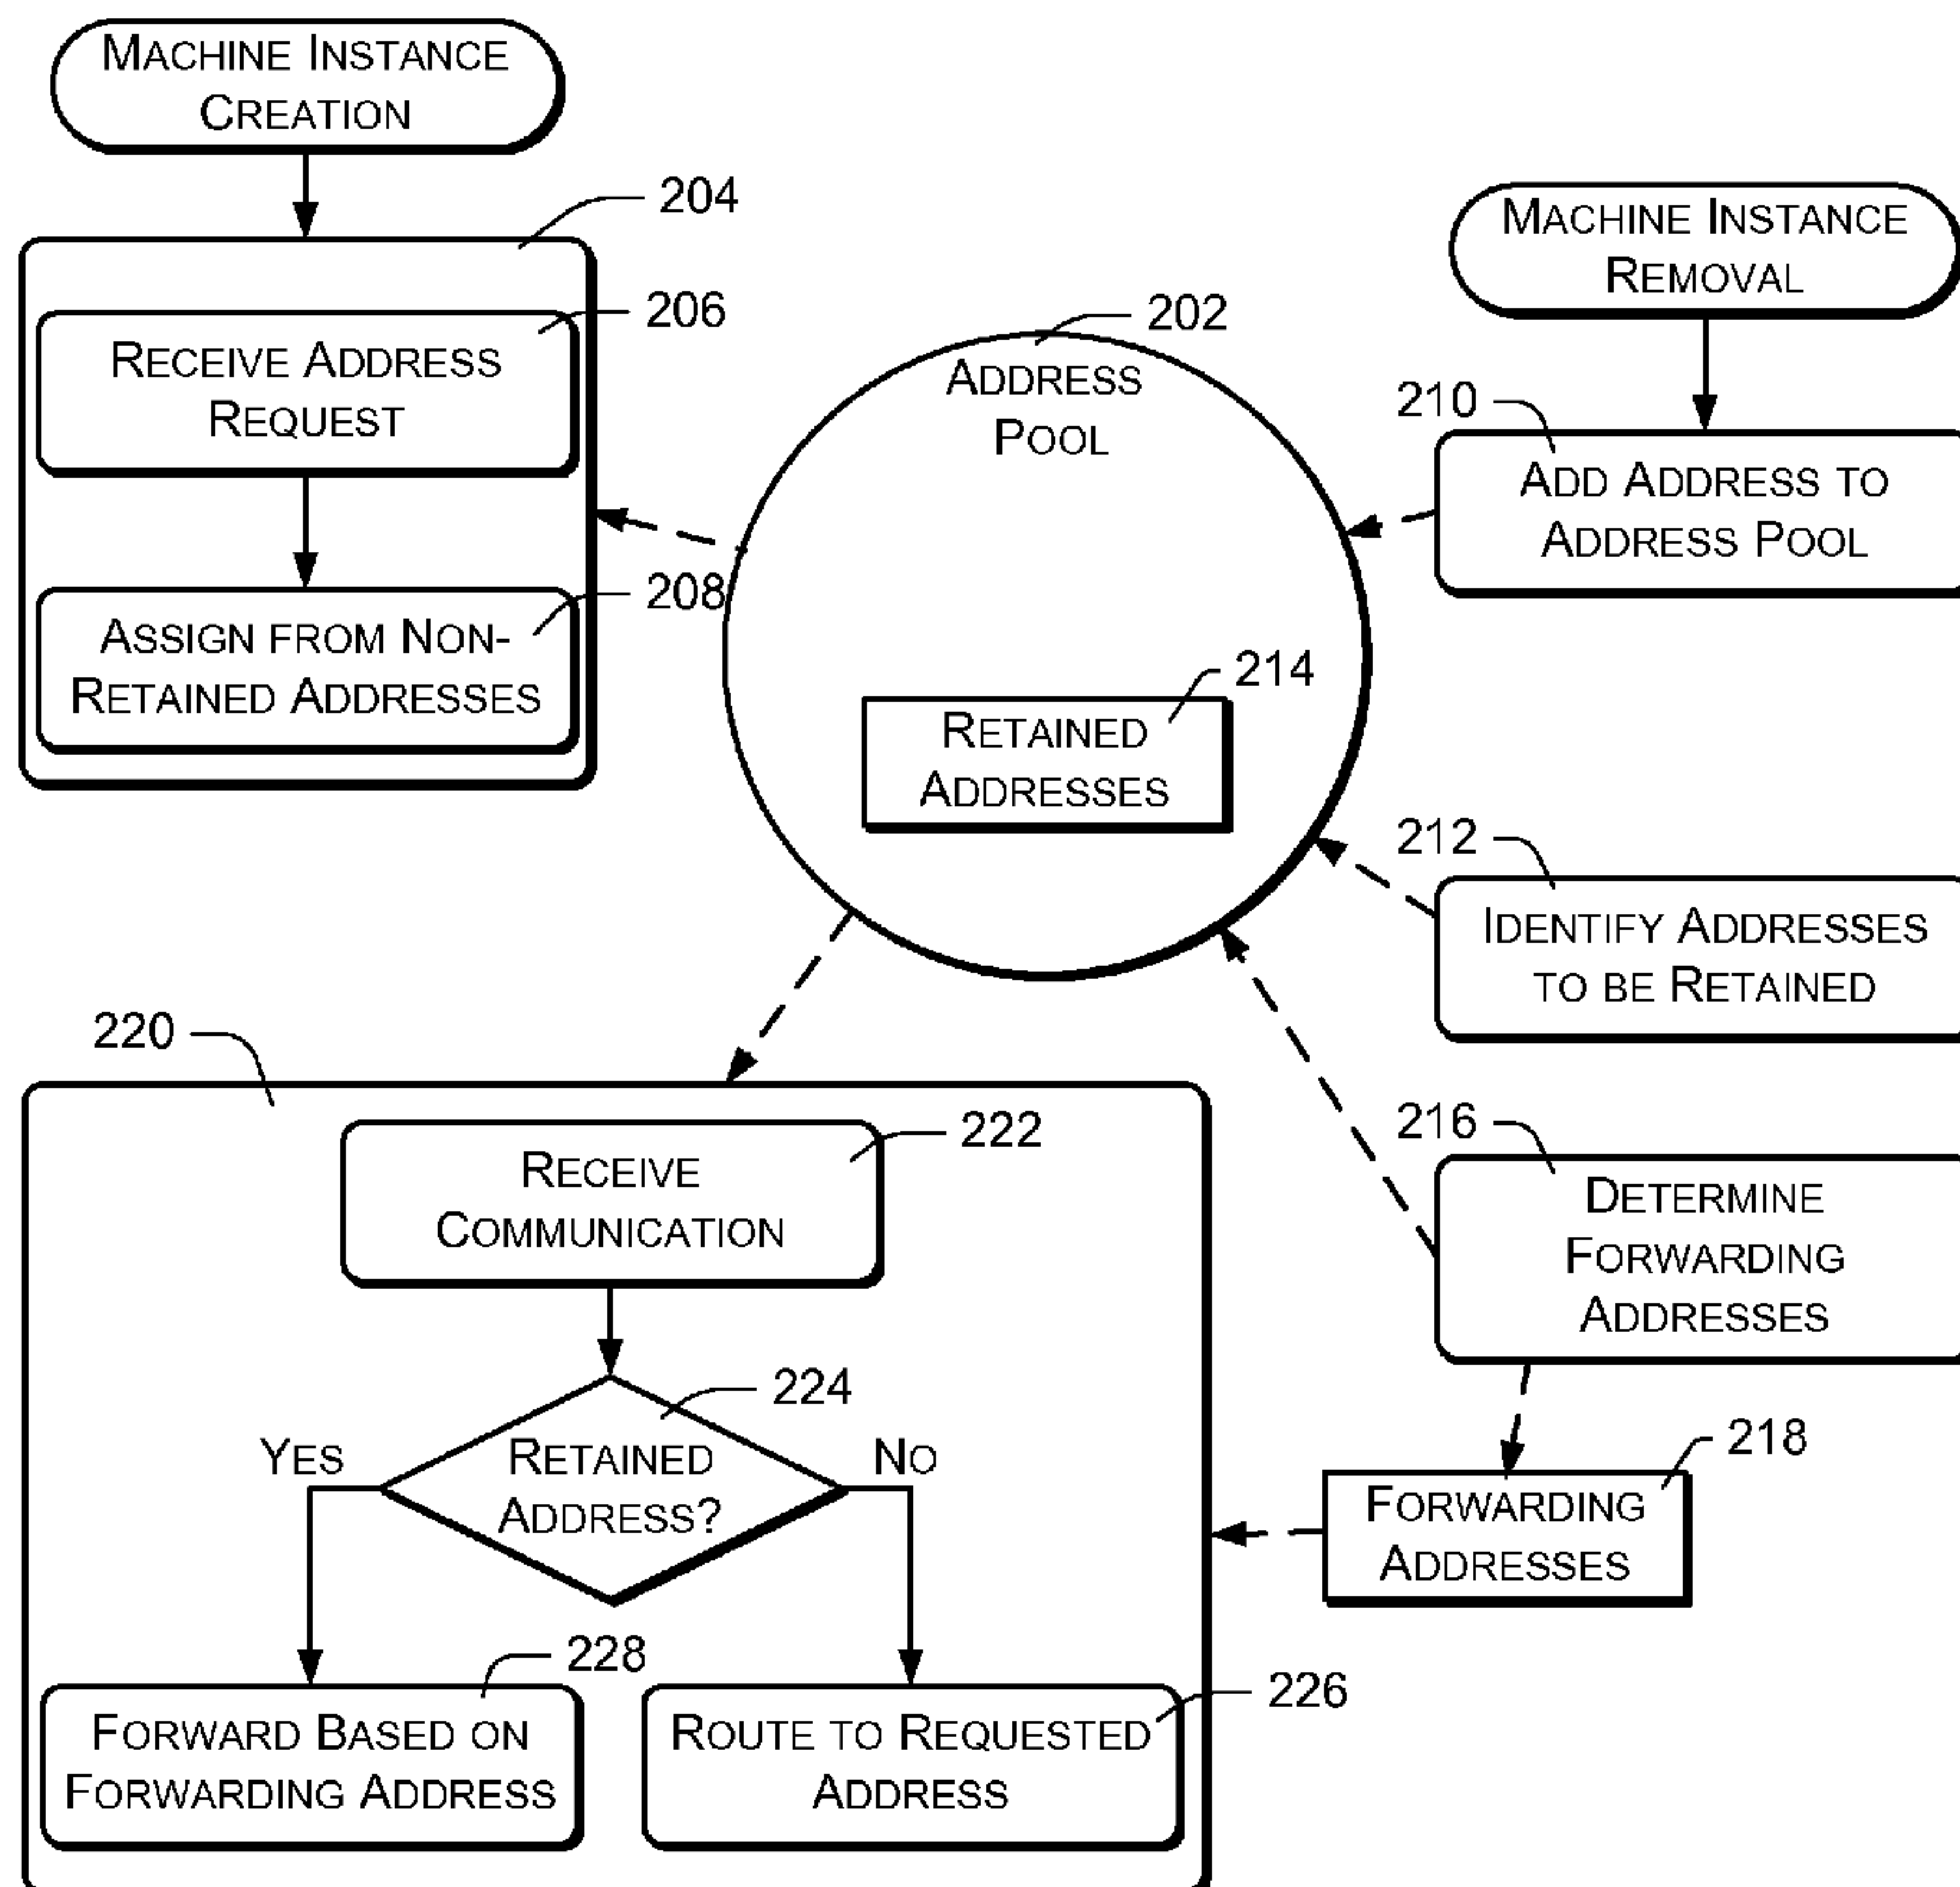 MACHINE INSTANCE
CREATION
204
206
RECEIVE ADDRESS
REQUEST
208
ASSIGN FROM NON-
RETAINED ADDRESSES
202
ADDRESS
POOL
214
RETAINED
ADDRESSES
MACHINE INSTANCE
REMOVAL
210
ADD ADDRESS TO
ADDRESS POOL
212
IDENTIFY ADDRESSES
TO BE RETAINED
216
DETERMINE
FORWARDING
ADDRESSES
218
FORWARDING
ADDRESSES
220
222
RECEIVE
COMMUNICATION
224
RETAINED
ADDRESS?
YES
NO
228
FORWARD BASED ON
FORWARDING ADDRESS
226
ROUTE TO REQUESTED
ADDRESS